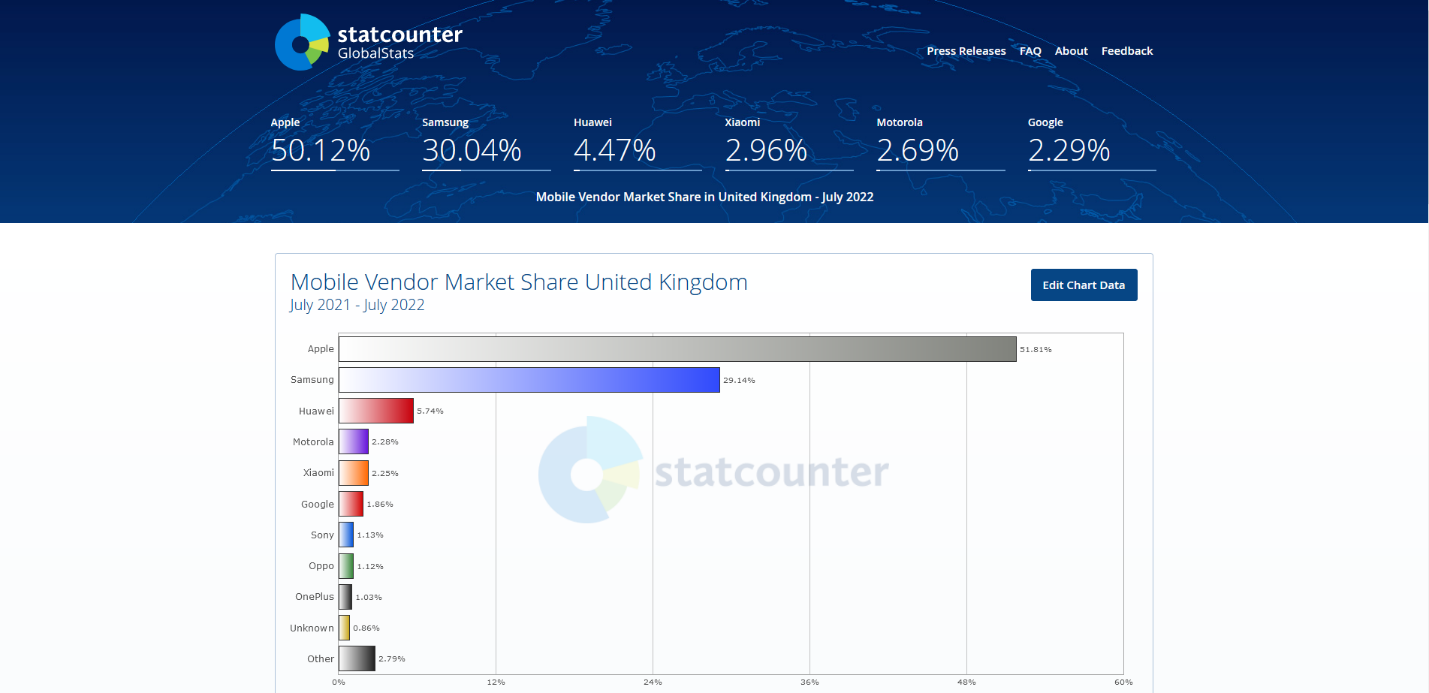 statcounter
GlobalStats
Press Releases FAQ About Feedback
Apple Samsung Huawei Xiaomi Motorola Google
50.12% 30.04% 4.47% 2.96% 2.69% 2.29%
Mobile Vendor Market Share in United Kingdom - July 2022
Mobile Vendor Market Share United Kingdom
July 2021 - July 2022
Edit Chart Data
Apple 51.81%
Samsung 29.14%
Huawei 5.74%
Motorola 2.28%
Xiaomi 2.25%
statcounter
Google 1.86%
Sony 1.13%
Oppo 1.12%
OnePlus 1.03%
Unknown 0.86%
Other 2.79%
0% 12% 24% 36% 48% 60%